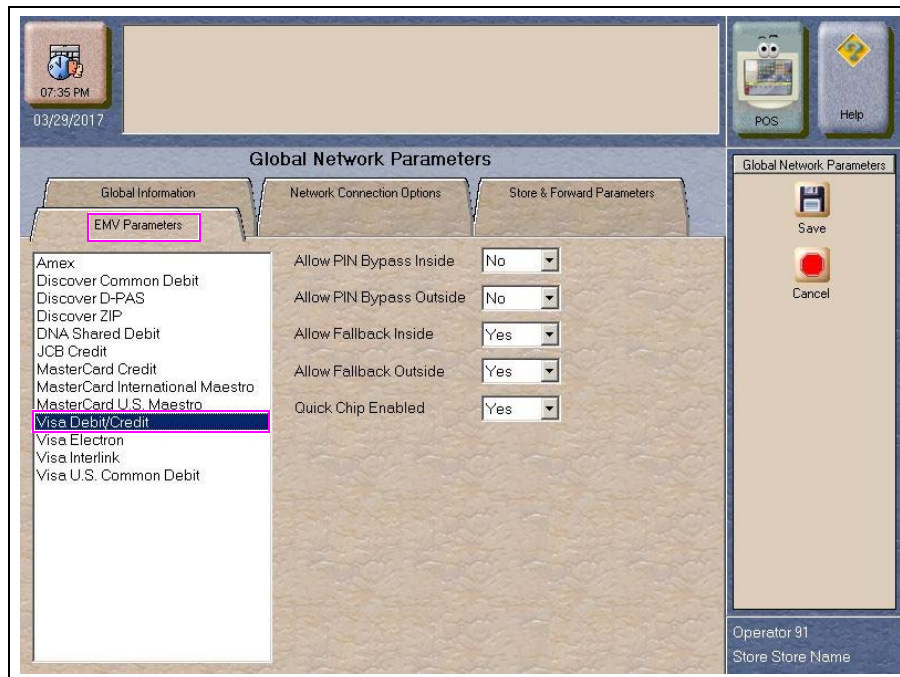 07:35 PM
03/29/2017
POS
Help
Global Network Parameters
Global Information
Network Connection Options
Store & Forward Parameters
EMV Parameters
Amex
Discover Common Debit
Discover D-PAS
Discover ZIP
DNA Shared Debit
JCB Credit
MasterCard Credit
MasterCard International Maestro
MasterCard U.S. Maestro
Visa Debit/Credit
Visa Electron
Visa Interlink
Visa U.S. Common Debit
Allow PIN Bypass Inside No
Allow PIN Bypass Outside No
Allow Fallback Inside Yes
Allow Fallback Outside Yes
Quick Chip Enabled Yes
Global Network Parameters
Save
Cancel
Operator 91
Store Store Name